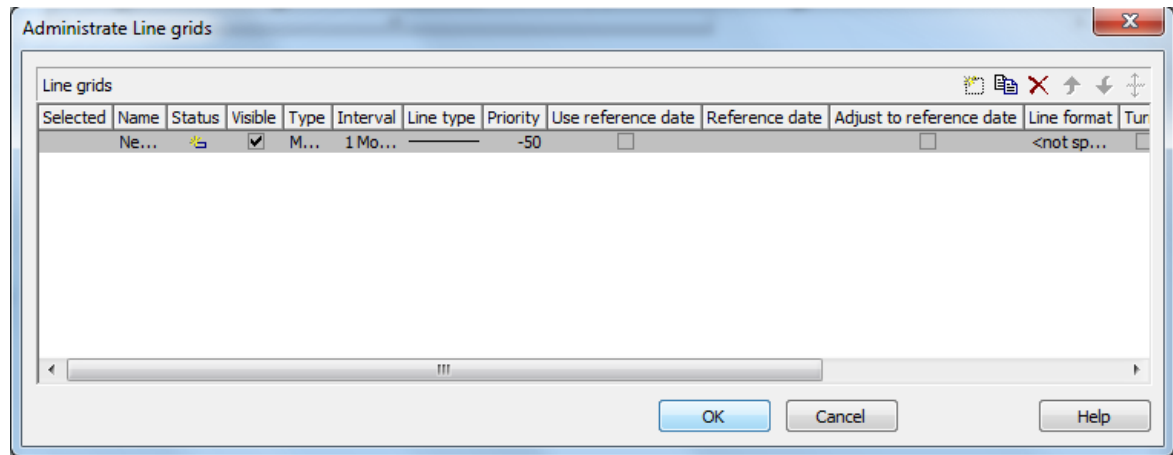 Administrate Line grids
Line grids
Selected Name Status Visible Type Interval Line type Priority Use reference date Reference date Adjust to reference date Line format Tur
Ne... M... 1 Mo... -50 <not sp...
OK Cancel Help